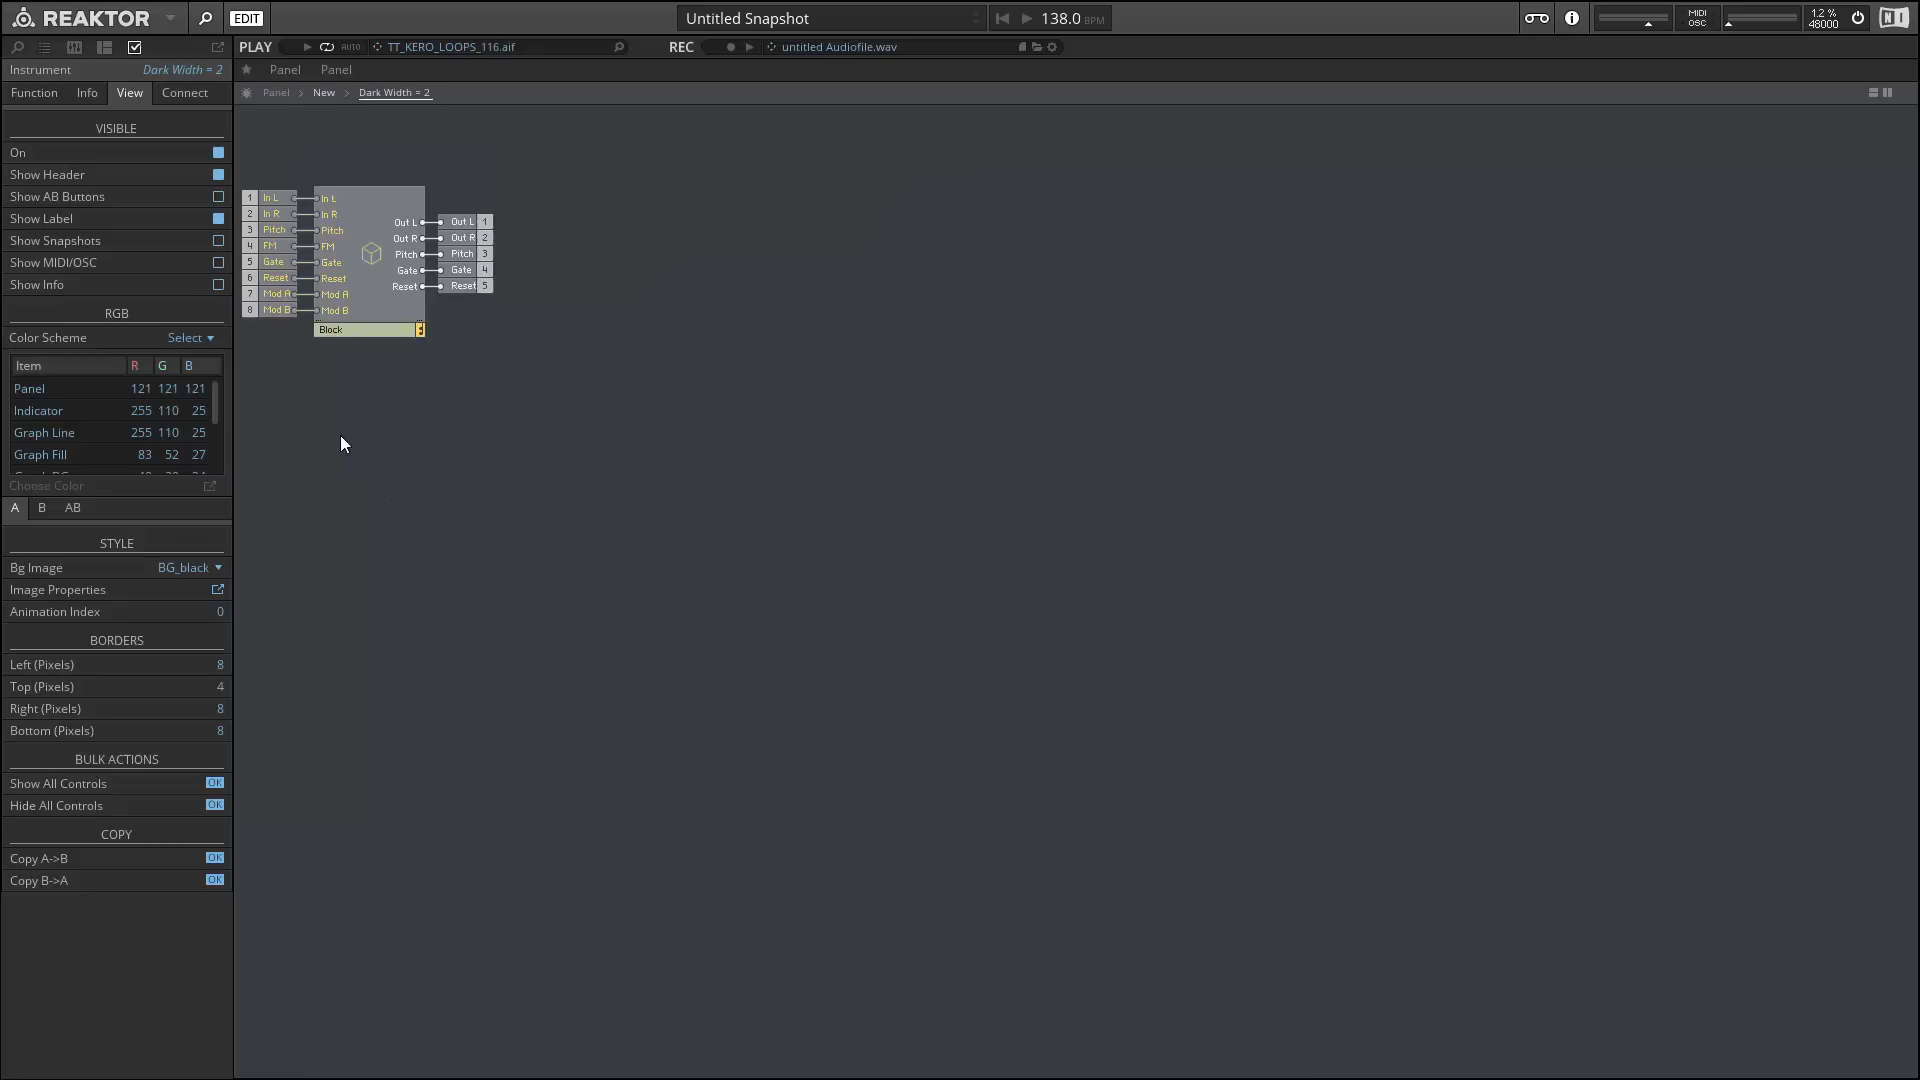 REAKTOR EDIT Untitled Snapshot 138.0 BPM MIDI OSC 1.2 % 48000
PLAY AUTO TT_KERO_LOOPS_116.aif REC untitled Audiofile.wav
Instrument Dark Width = 2 Panel Panel
Function Info View Connect Panel New Dark Width = 2
VISIBLE
On
Show Header
Show AB Buttons
Show Label
Show Snapshots
Show MIDI/OSC
Show Info
RGB
Color Scheme Select
Item R G B
Panel 121 121 121
Indicator 255 110 25
Graph Line 255 110 25
Graph Fill 83 52 27
Choose Color
A B AB
STYLE
Bg Image BG_black
Image Properties
Animation Index 0
BORDERS
Left (Pixels) 8
Top (Pixels) 4
Right (Pixels) 8
Bottom (Pixels) 8
BULK ACTIONS
Show All Controls OK
Hide All Controls OK
COPY
Copy A->B OK
Copy B->A OK
1 In L In L
2 In R In R
3 Pitch Pitch
4 FM FM
5 Gate Gate
6 Reset Reset
7 Mod A Mod A
8 Mod B Mod B
Out L Out L 1
Out R Out R 2
Pitch Pitch 3
Gate Gate 4
Reset Reset 5
Block